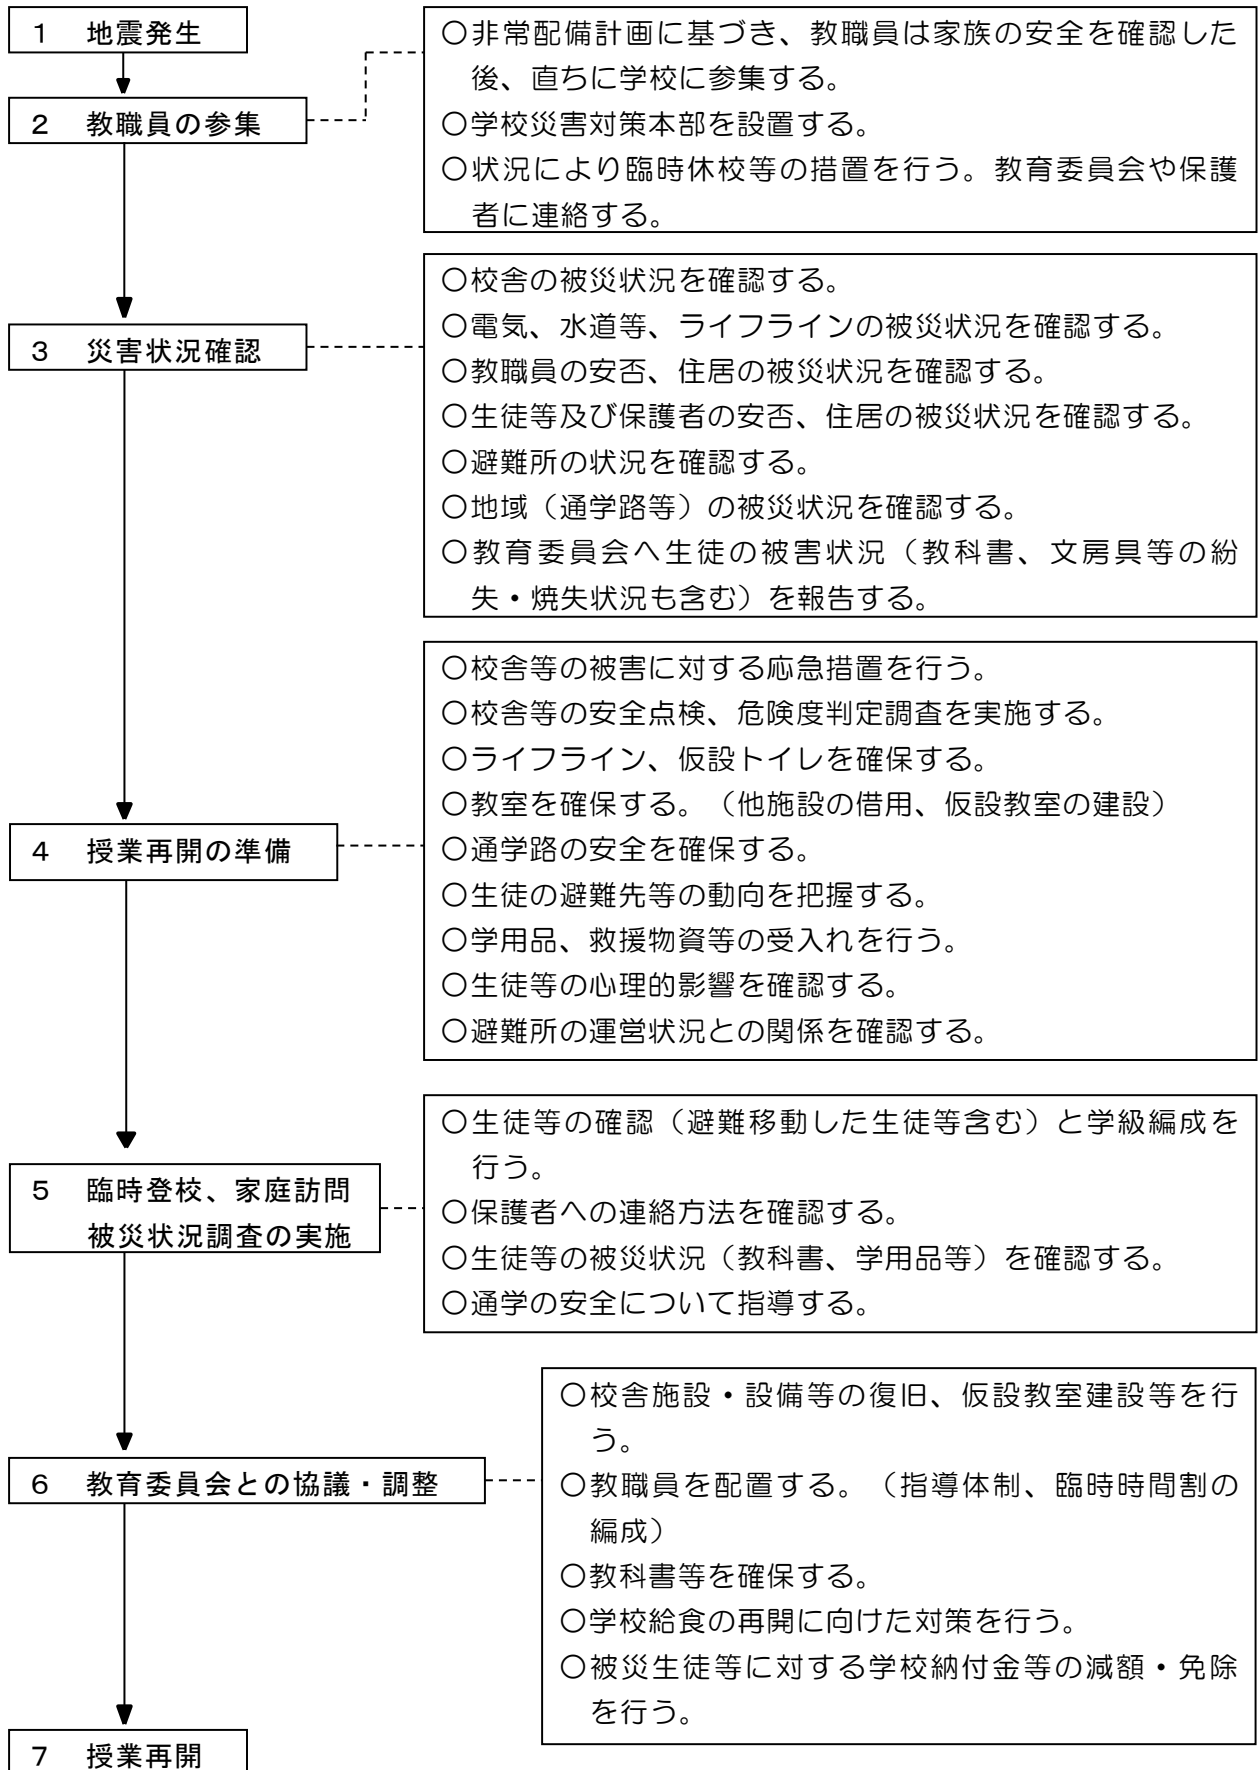 １　地震発生
２　教職員の参集
〇非常配備計画に基づき、教職員は家族の安全を確認した
後、直ちに学校に参集する。
〇学校災害対策本部を設置する。
〇状況により臨時休校等の措置を行う。教育委員会や保護
者に連絡する。
３　災害状況確認
〇校舎の被災状況を確認する。
〇電気、水道等、ライフラインの被災状況を確認する。
〇教職員の安否、住居の被災状況を確認する。
〇生徒等及び保護者の安否、住居の被災状況を確認する。
〇避難所の状況を確認する。
〇地域（通学路等）の被災状況を確認する。
〇教育委員会へ生徒の被害状況（教科書、文房具等の紛
失・焼失状況も含む）を報告する。
４　授業再開の準備
〇校舎等の被害に対する応急措置を行う。
〇校舎等の安全点検、危険度判定調査を実施する。
〇ライフライン、仮設トイレを確保する。
〇教室を確保する。（他施設の借用、仮設教室の建設）
〇通学路の安全を確保する。
〇生徒の避難先等の動向を把握する。
〇学用品、救援物資等の受入れを行う。
〇生徒等の心理的影響を確認する。
〇避難所の運営状況との関係を確認する。
５　臨時登校、家庭訪問
被災状況調査の実施
〇生徒等の確認（避難移動した生徒等含む）と学級編成を
行う。
〇保護者への連絡方法を確認する。
〇生徒等の被災状況（教科書、学用品等）を確認する。
〇通学の安全について指導する。
６　教育委員会との協議・調整
〇校舎施設・設備等の復旧、仮設教室建設等を行
う。
〇教職員を配置する。（指導体制、臨時時間割の
編成）
〇教科書等を確保する。
〇学校給食の再開に向けた対策を行う。
〇被災生徒等に対する学校納付金等の減額・免除
を行う。
７　授業再開